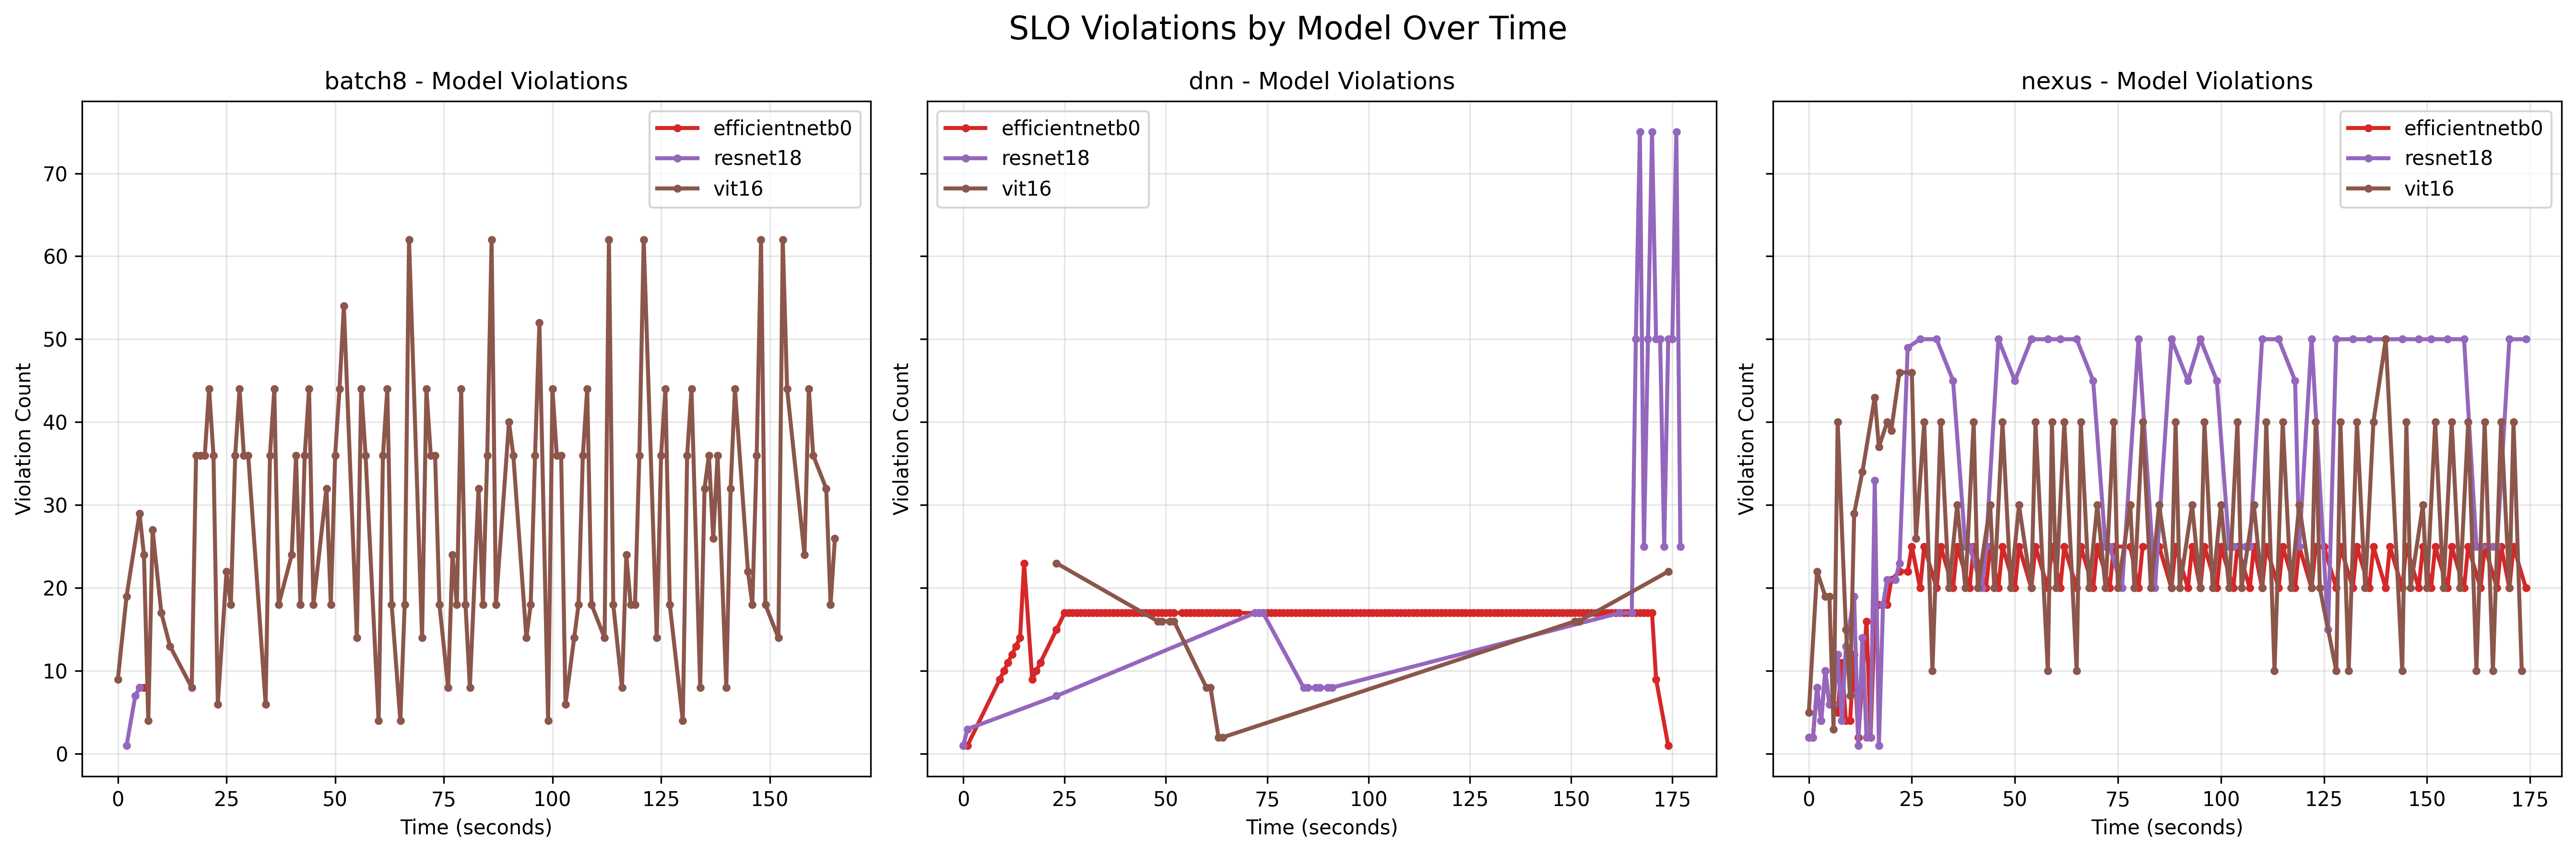 SLO Violations by Model Over Time
batch8 - Model Violations
efficientnetb0
resnet18
vit16
Violation Count
70
60
50
40
30
20
10
0
0 25 50 75 100 125 150
Time (seconds)
dnn - Model Violations
efficientnetb0
resnet18
vit16
Violation Count
0 25 50 75 100 125 150 175
Time (seconds)
nexus - Model Violations
efficientnetb0
resnet18
vit16
Violation Count
0 25 50 75 100 125 150 175
Time (seconds)